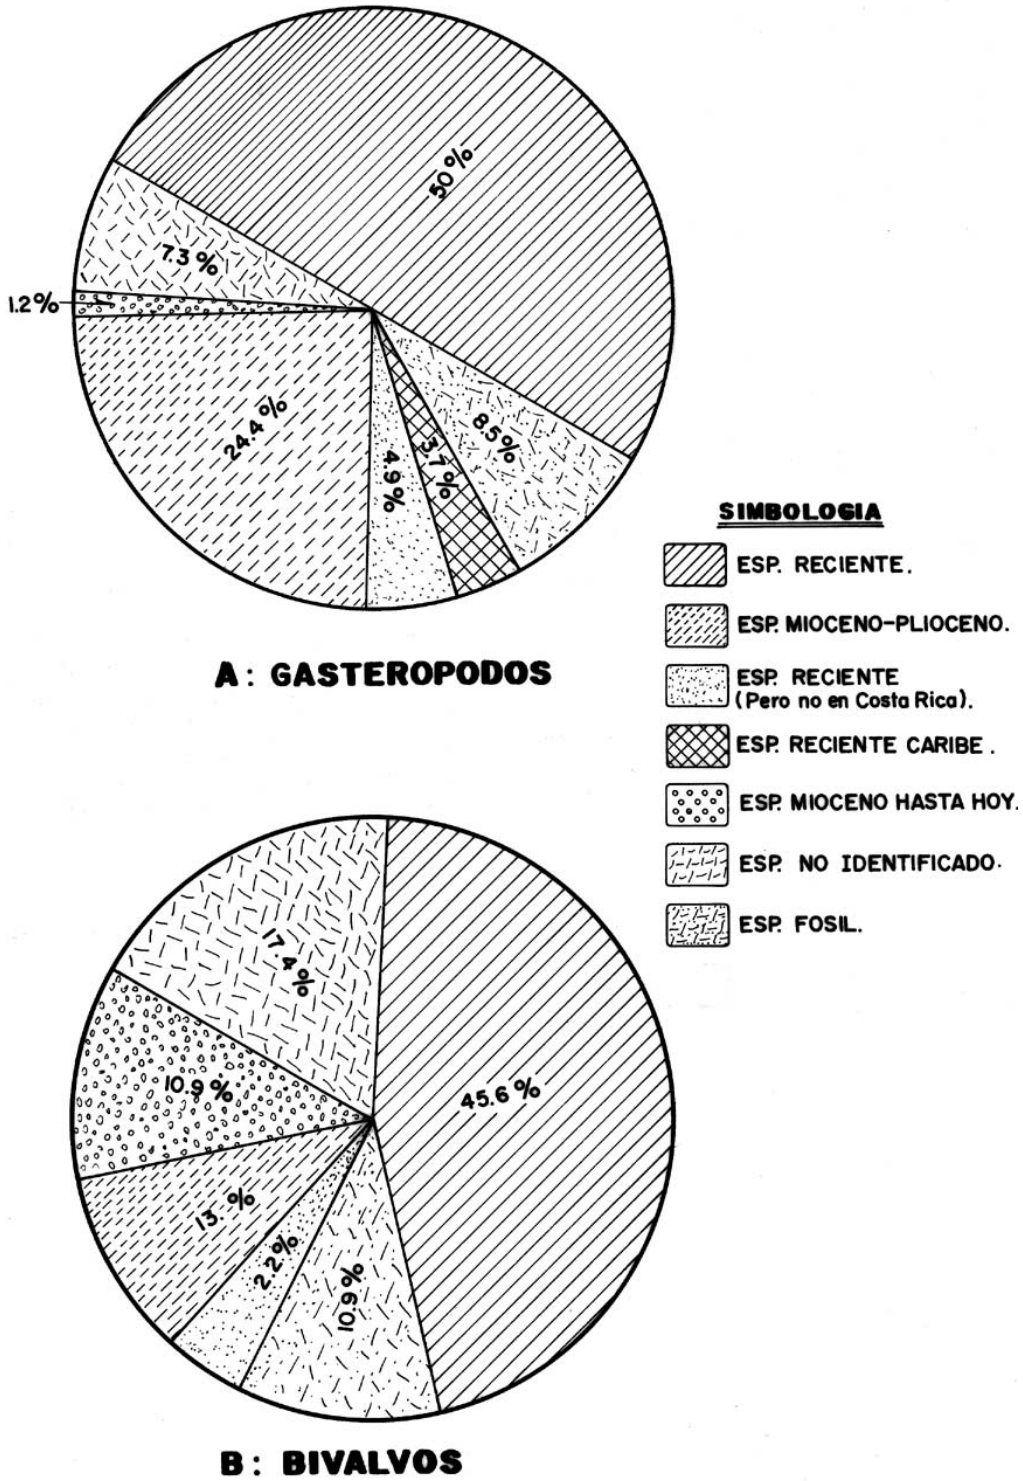 50 %
7.3 %
1.2%
24.4 %
4.9%
3.7%
8.5%
A: GASTEROPODOS
SIMBOLOGIA
ESP. RECIENTE.
ESP. MIOCENO-PLIOCENO.
ESP. RECIENTE
(Pero no en Costa Rica).
ESP. RECIENTE CARIBE.
ESP. MIOCENO HASTA HOY.
ESP. NO IDENTIFICADO.
ESP. FOSIL.
17.4 %
10.9 %
45.6 %
13. %
2.2%
10.9%
B: BIVALVOS